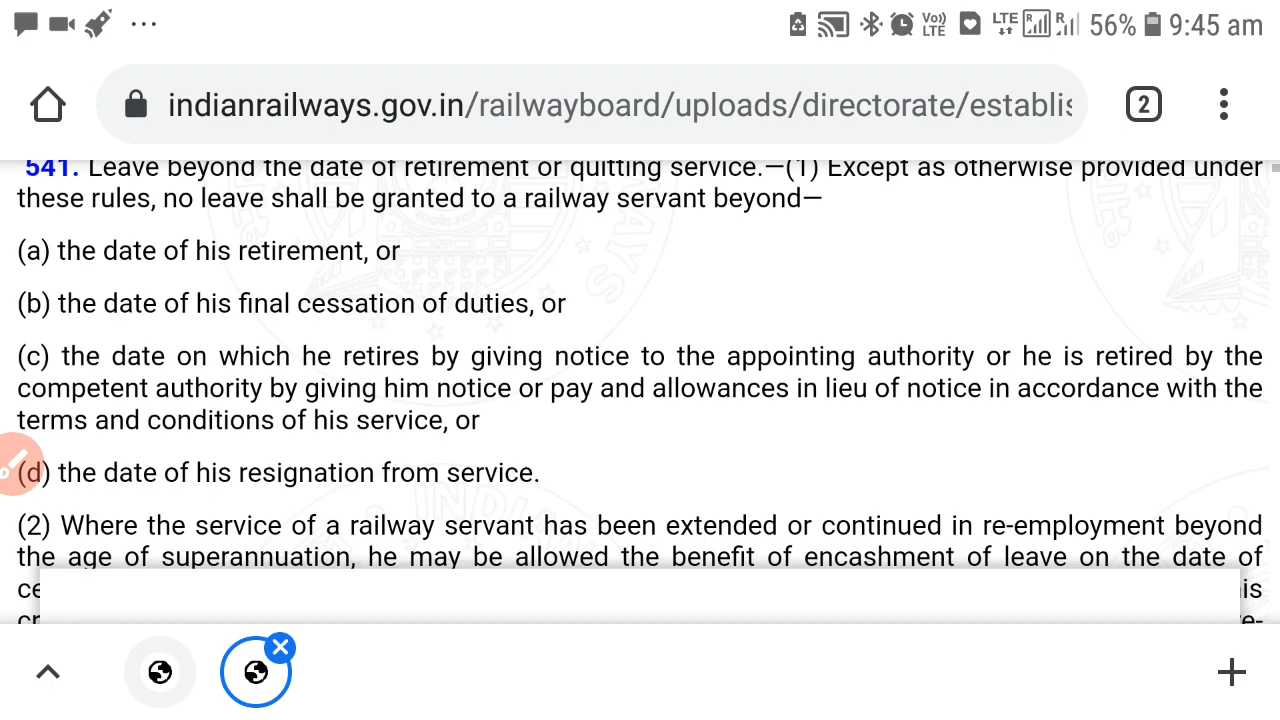 56% 9:45 am
indianrailways.gov.in/railwayboard/uploads/directorate/establis
2
541. Leave beyond the date of retirement or quitting service.—(1) Except as otherwise provided under
these rules, no leave shall be granted to a railway servant beyond—
(a) the date of his retirement, or
(b) the date of his final cessation of duties, or
(c) the date on which he retires by giving notice to the appointing authority or he is retired by the
competent authority by giving him notice or pay and allowances in lieu of notice in accordance with the
terms and conditions of his service, or
(d) the date of his resignation from service.
(2) Where the service of a railway servant has been extended or continued in re-employment beyond
the age of superannuation, he may be allowed the benefit of encashment of leave on the date of